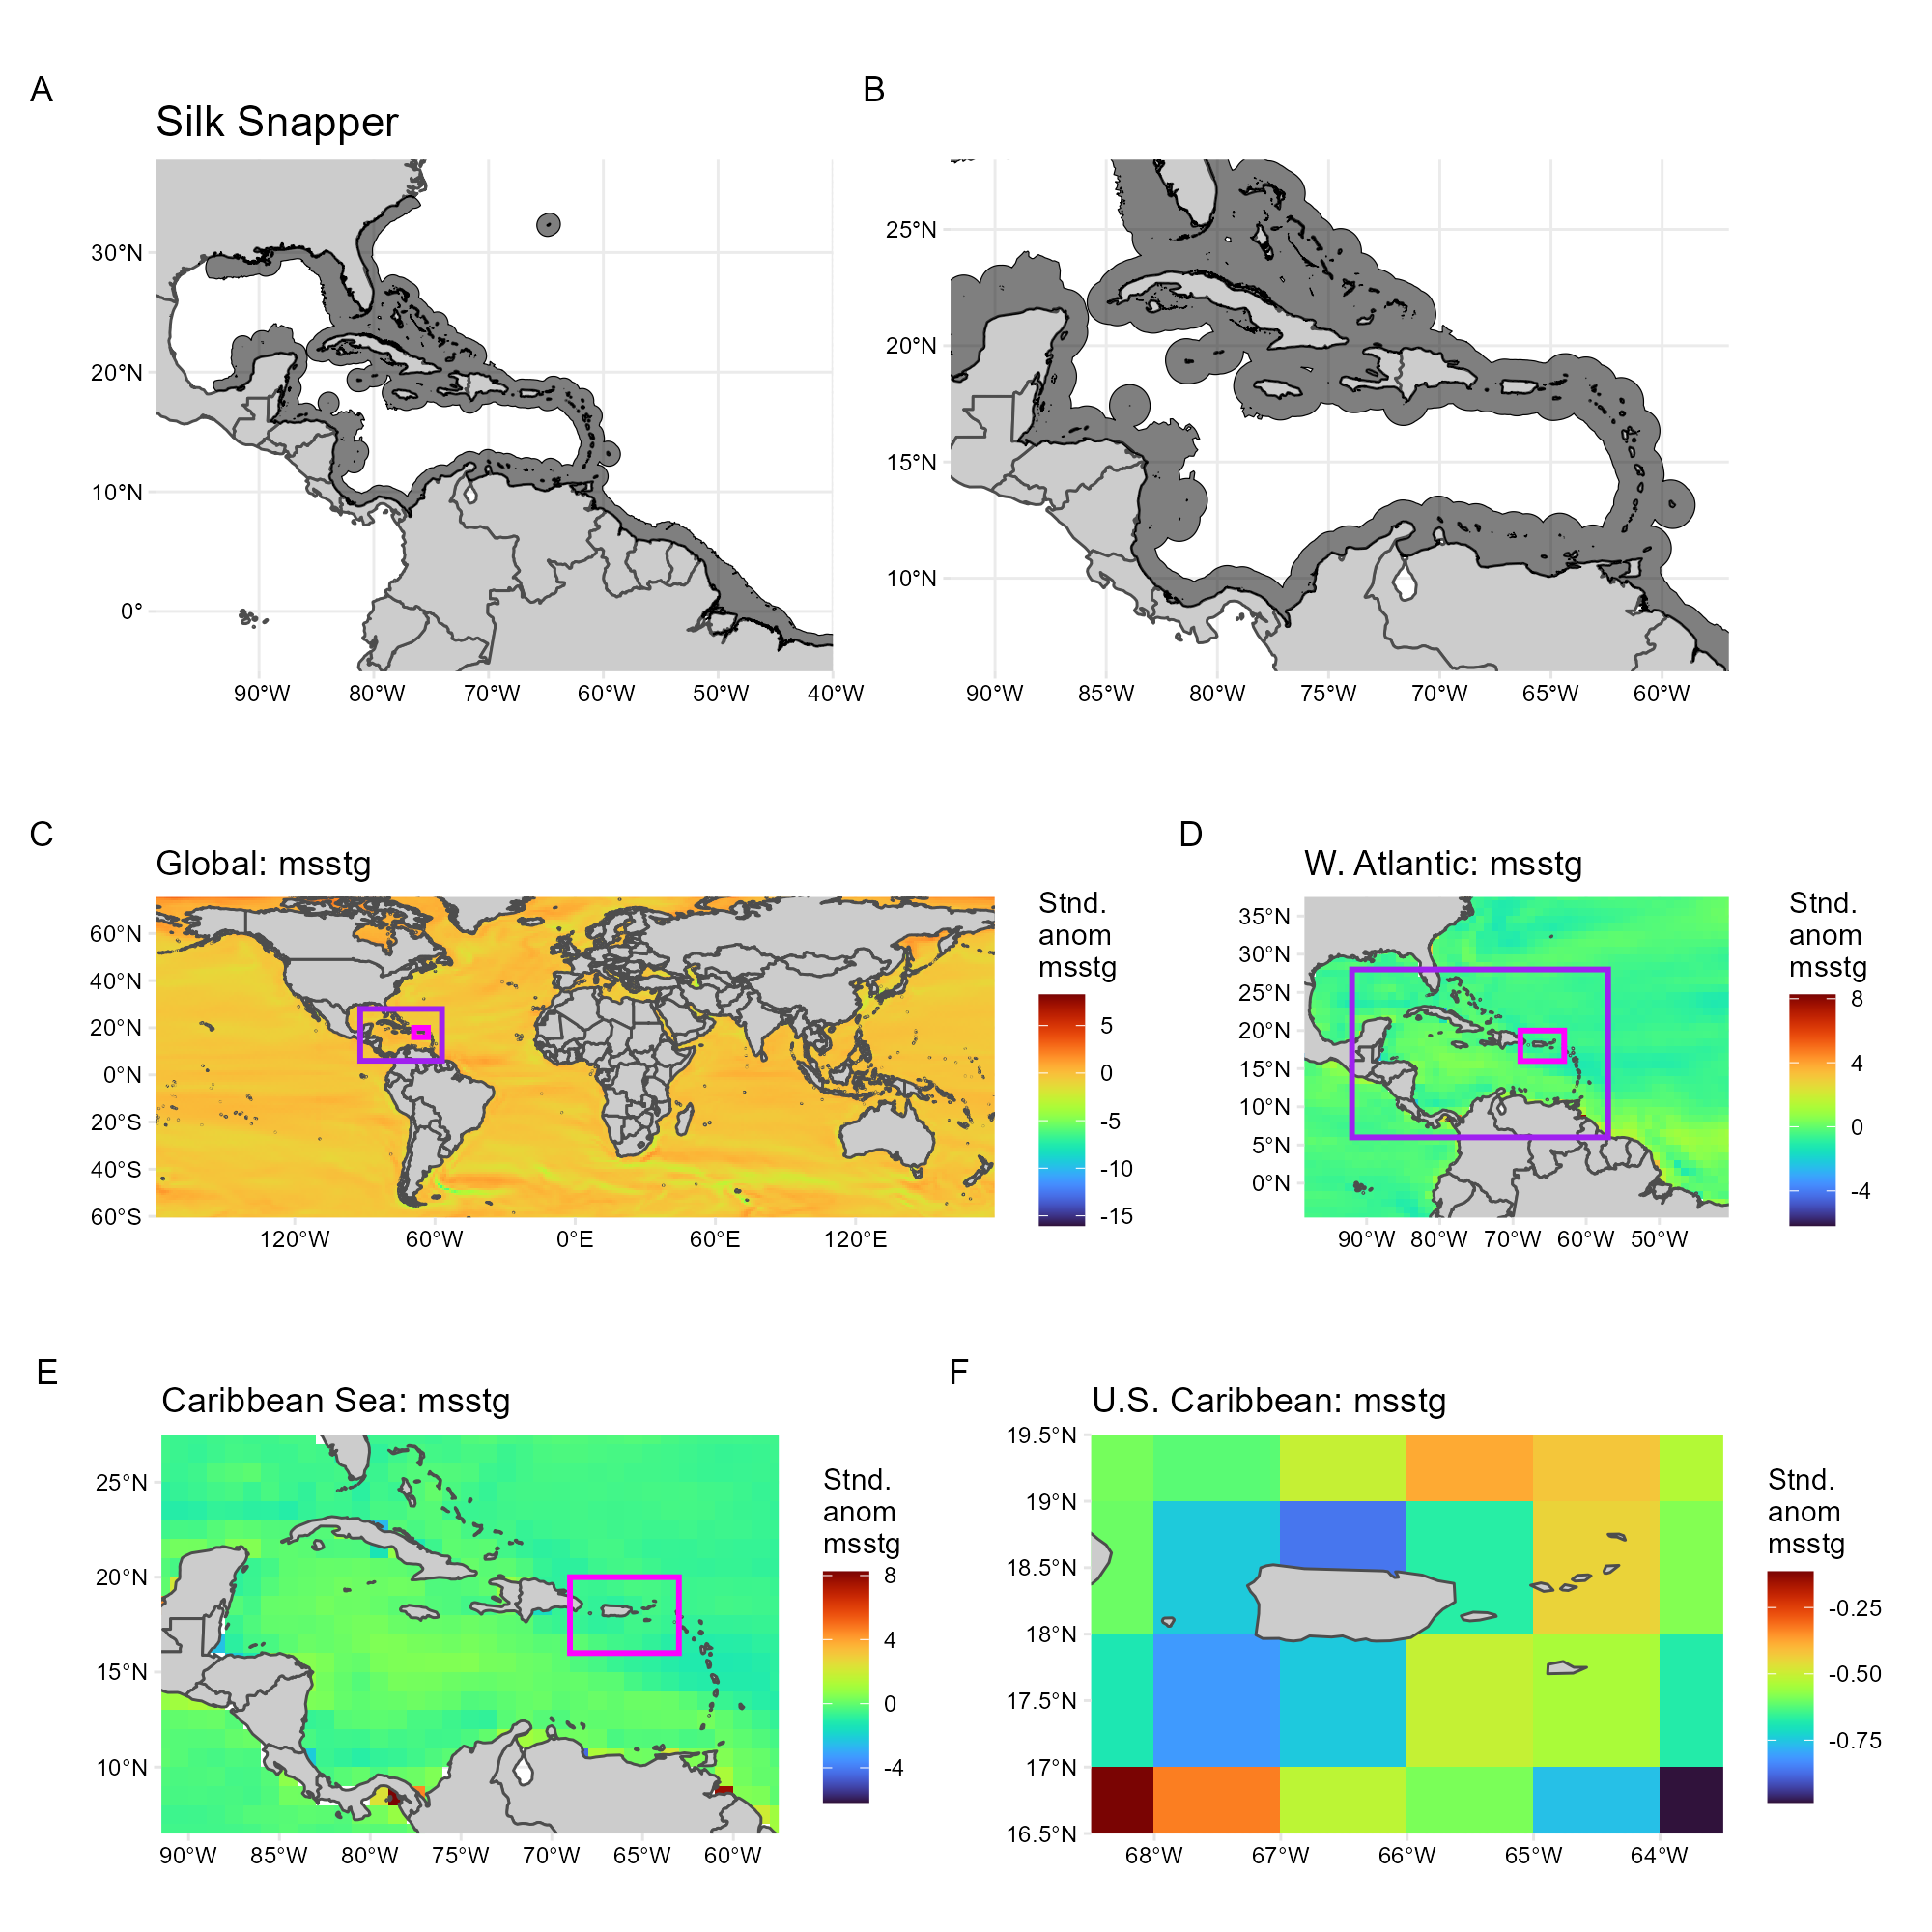 A
B
Silk Snapper
30°N
20°N
10°N
0°
90°W 80°W 70°W 60°W 50°W 40°W
25°N
20°N
15°N
10°N
90°W 85°W 80°W 75°W 70°W 65°W 60°W
C
Global: msstg
60°N
40°N
20°N
0°N
20°S
40°S
60°S
120°W 60°W 0°E 60°E 120°E
Stnd.
anom
msstg
5
0
-5
-10
-15
D
W. Atlantic: msstg
35°N
30°N
25°N
20°N
15°N
10°N
5°N
0°N
90°W 80°W 70°W 60°W 50°W
Stnd.
anom
msstg
8
4
0
-4
E
Caribbean Sea: msstg
25°N
20°N
15°N
10°N
90°W 85°W 80°W 75°W 70°W 65°W 60°W
Stnd.
anom
msstg
8
4
0
-4
F
U.S. Caribbean: msstg
19.5°N
19°N
18.5°N
18°N
17.5°N
17°N
16.5°N
68°W 67°W 66°W 65°W 64°W
Stnd.
anom
msstg
-0.25
-0.50
-0.75